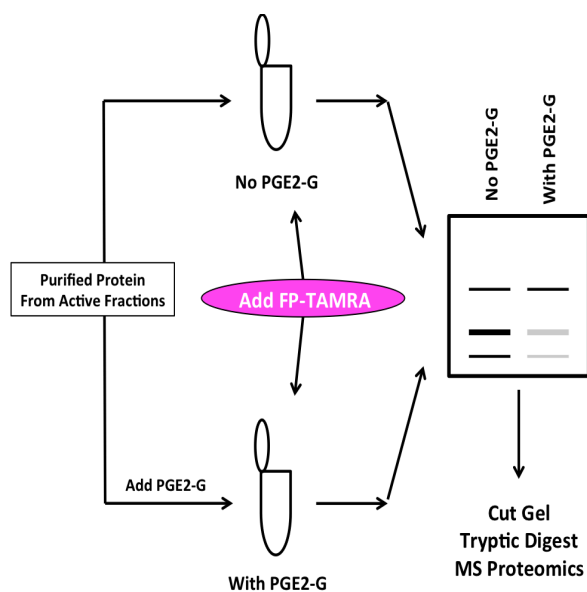 No PGE2-G
No PGE2-G
With PGE2-G
Purified Protein
From Active Fractions
Add FP-TAMRA
Add PGE2-G
With PGE2-G
Cut Gel
Tryptic Digest
MS Proteomics